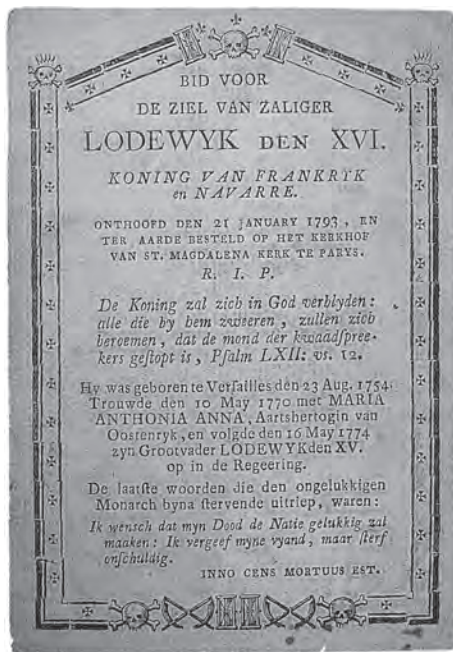 BID VOOR
DE ZIEL VAN ZALIGER
LODEWYK DEN XVI.
KONING VAN FRANKRYK
en NAVARRE.
ONTHOOFD DEN 21 JANUARY 1793, EN
TER AARDE BESTELD OP HET KERKHOF
VAN ST. MAGDALENA KERK TE PARYS.
R. I. P.
De Koning zal zich in God verblyden:
alle die by hem zweeren, zullen zich
beroemen, dat de mond der kwaadſpree-
kers geſtopt is, Pſalm LXII: vs. 12.
Hy was geboren te Verſailles den 23 Aug. 1754.
Trouwde den 10 May 1770 met MARIA
ANTHONIA ANNA, Aartshertogin van
Oostenryk, en volgde den 16 May 1774
zyn Grootvader LODEWYK den XV.
op in de Regeering.
De laatſte woorden die den ongelukkigen
Monarch byna ſtervende uitriep, waren:
Ik wensch dat myn Dood de Natie gelukkig zal
maaken: Ik vergeef myne vyand, maar ſterf
onſchuldig.
INNO CENS MORTUUS EST.